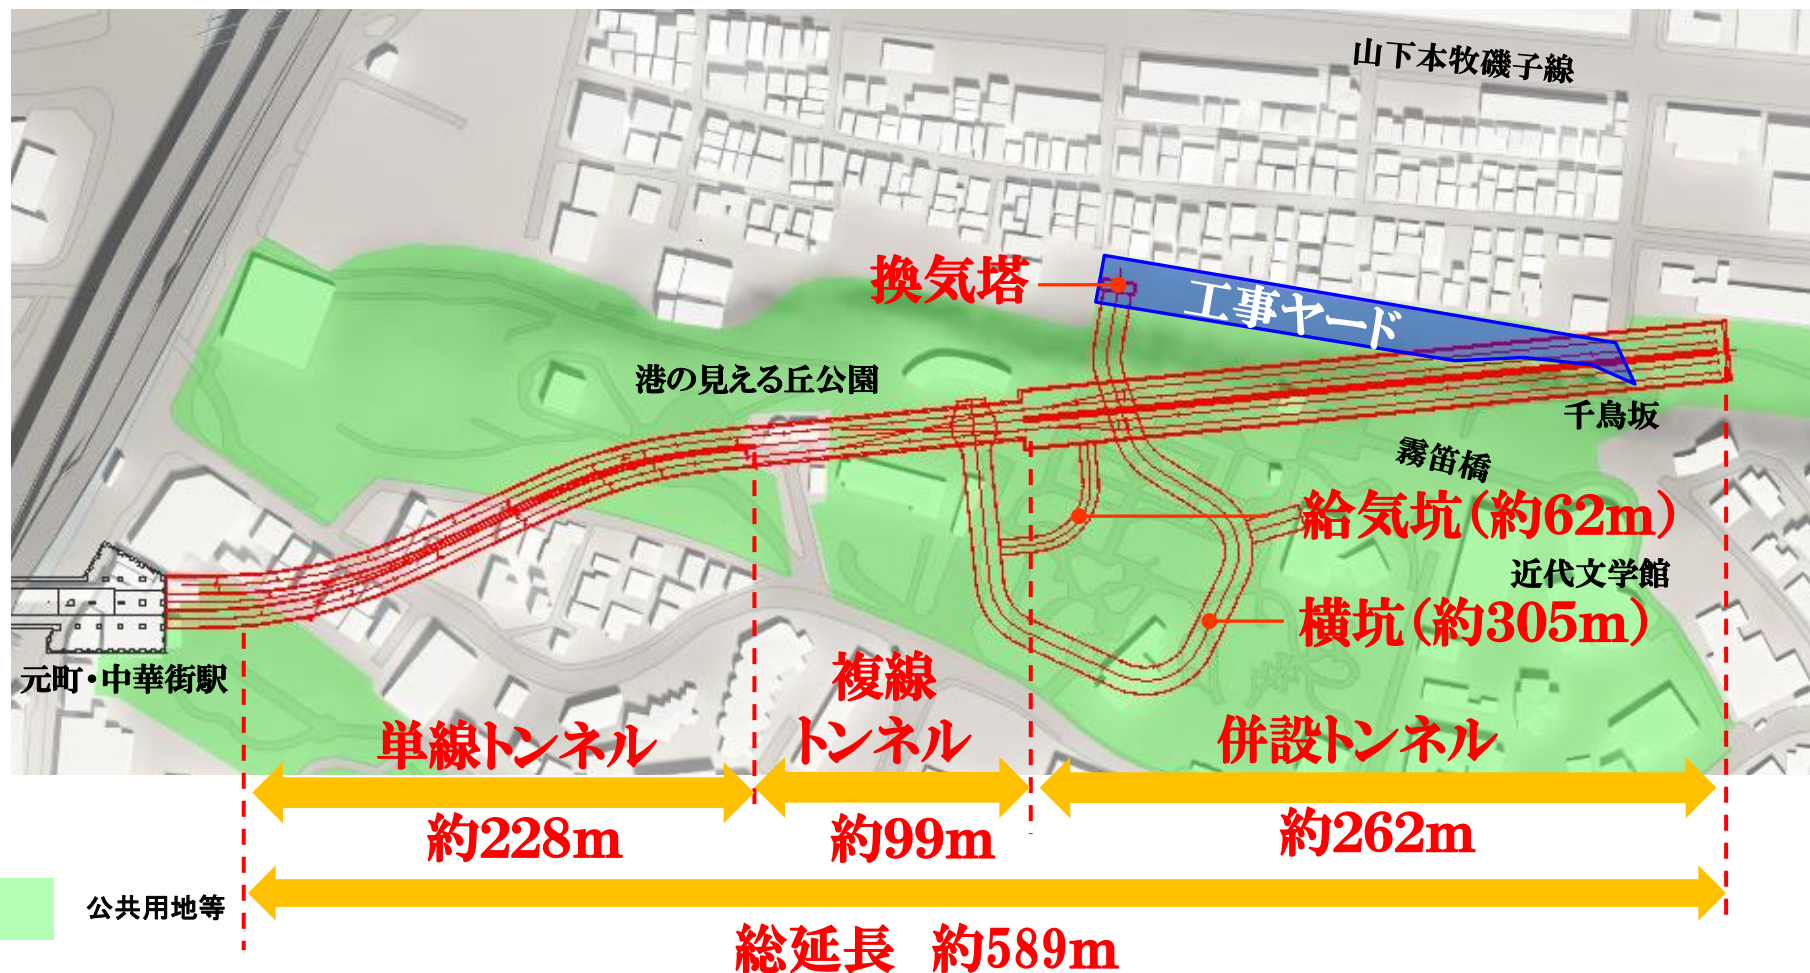 山下本牧磯子線
換気塔
工事ヤード
港の見える丘公園
千鳥坂
霧笛橋
給気坑(約62m)
近代文学館
横坑(約305m)
元町・中華街駅
単線トンネル
複線
トンネル
併設トンネル
約228m
約99m
約262m
公共用地等
総延長 約589m